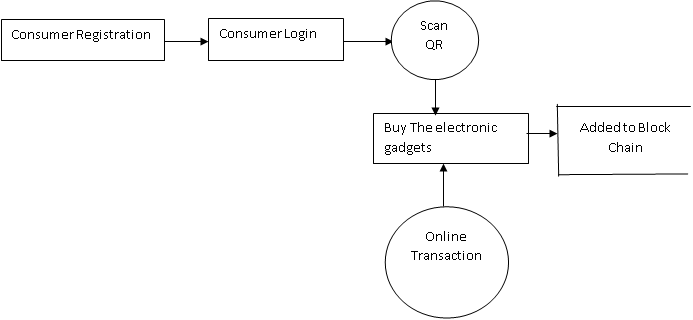 Consumer Registration
Consumer Login
Scan
QR
Buy The electronic
gadgets
Added to Block
Chain
Online
Transaction